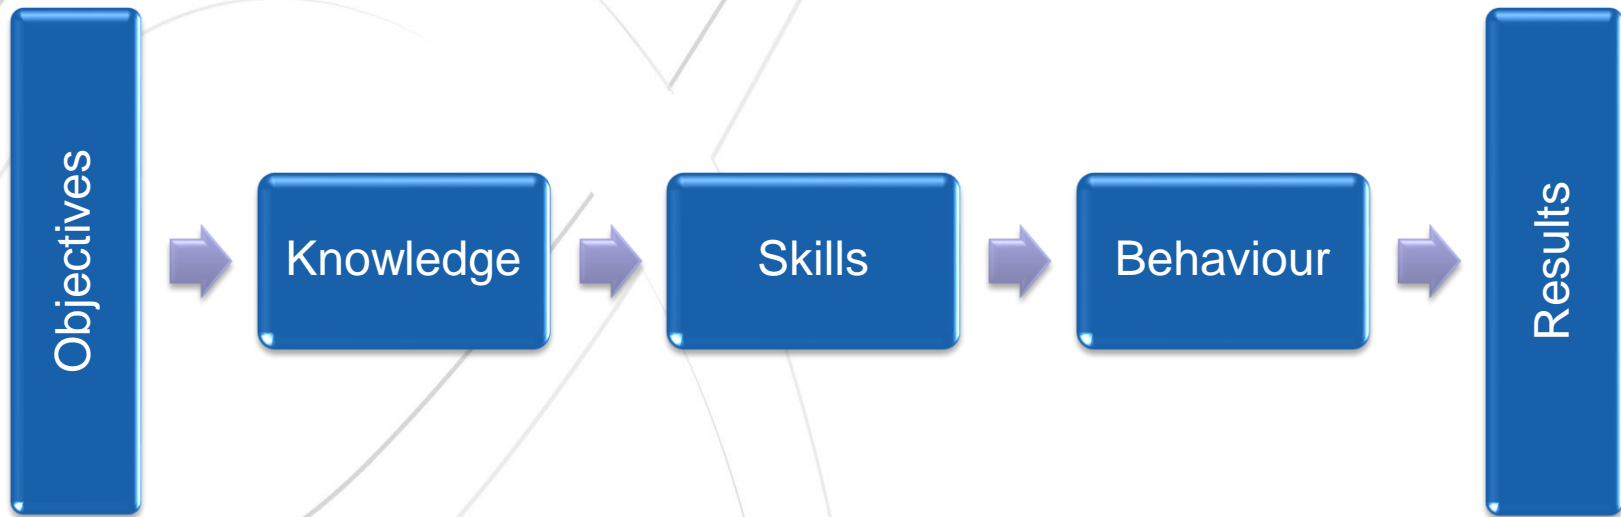 Objectives
Knowledge
Skills
Behaviour
Results